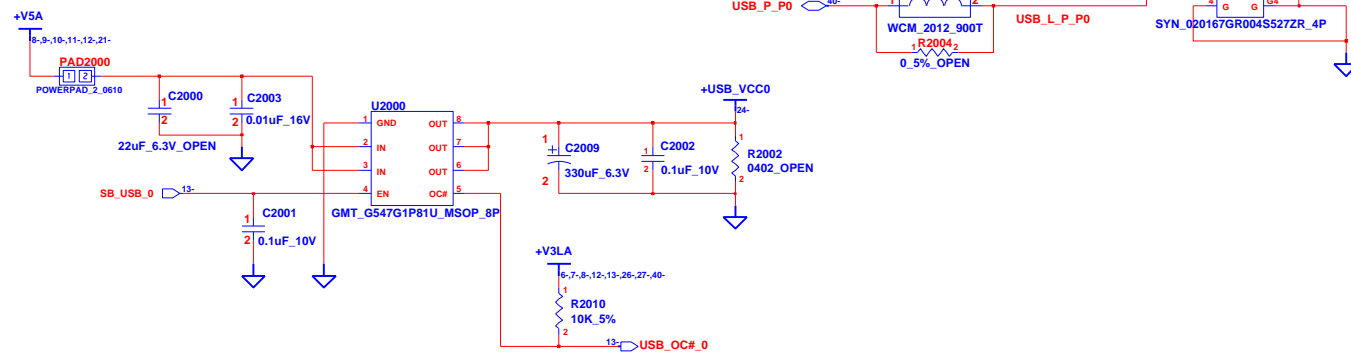 USB_P_P0
40-
1
2
WCM_2012_900T
USB_L_P_P0
1 R2004 2
0_5%_OPEN
4
G
G
G4
SYN_020167GR004S527ZR_4P
+V5A
8-,9-,10-,11-,12-,21-
PAD2000
1 2
POWERPAD_2_0610
1 C2000
2
22uF_6.3V_OPEN
1 C2003
2 0.01uF_16V
U2000
1 GND OUT 8
2 IN OUT 7
3 IN OUT 6
4 EN OC# 5
GMT_G547G1P81U_MSOP_8P
SB_USB_0 13-
1 C2001
2 0.1uF_10V
+USB_VCC0
24-
1 + C2009
2 330uF_6.3V
1 C2002
2 0.1uF_10V
1
R2002
0402_OPEN
2
+V3LA
6-,7-,8-,12-,13-,26-,27-,40-
1
R2010
10K_5%
2
13- USB_OC#_0